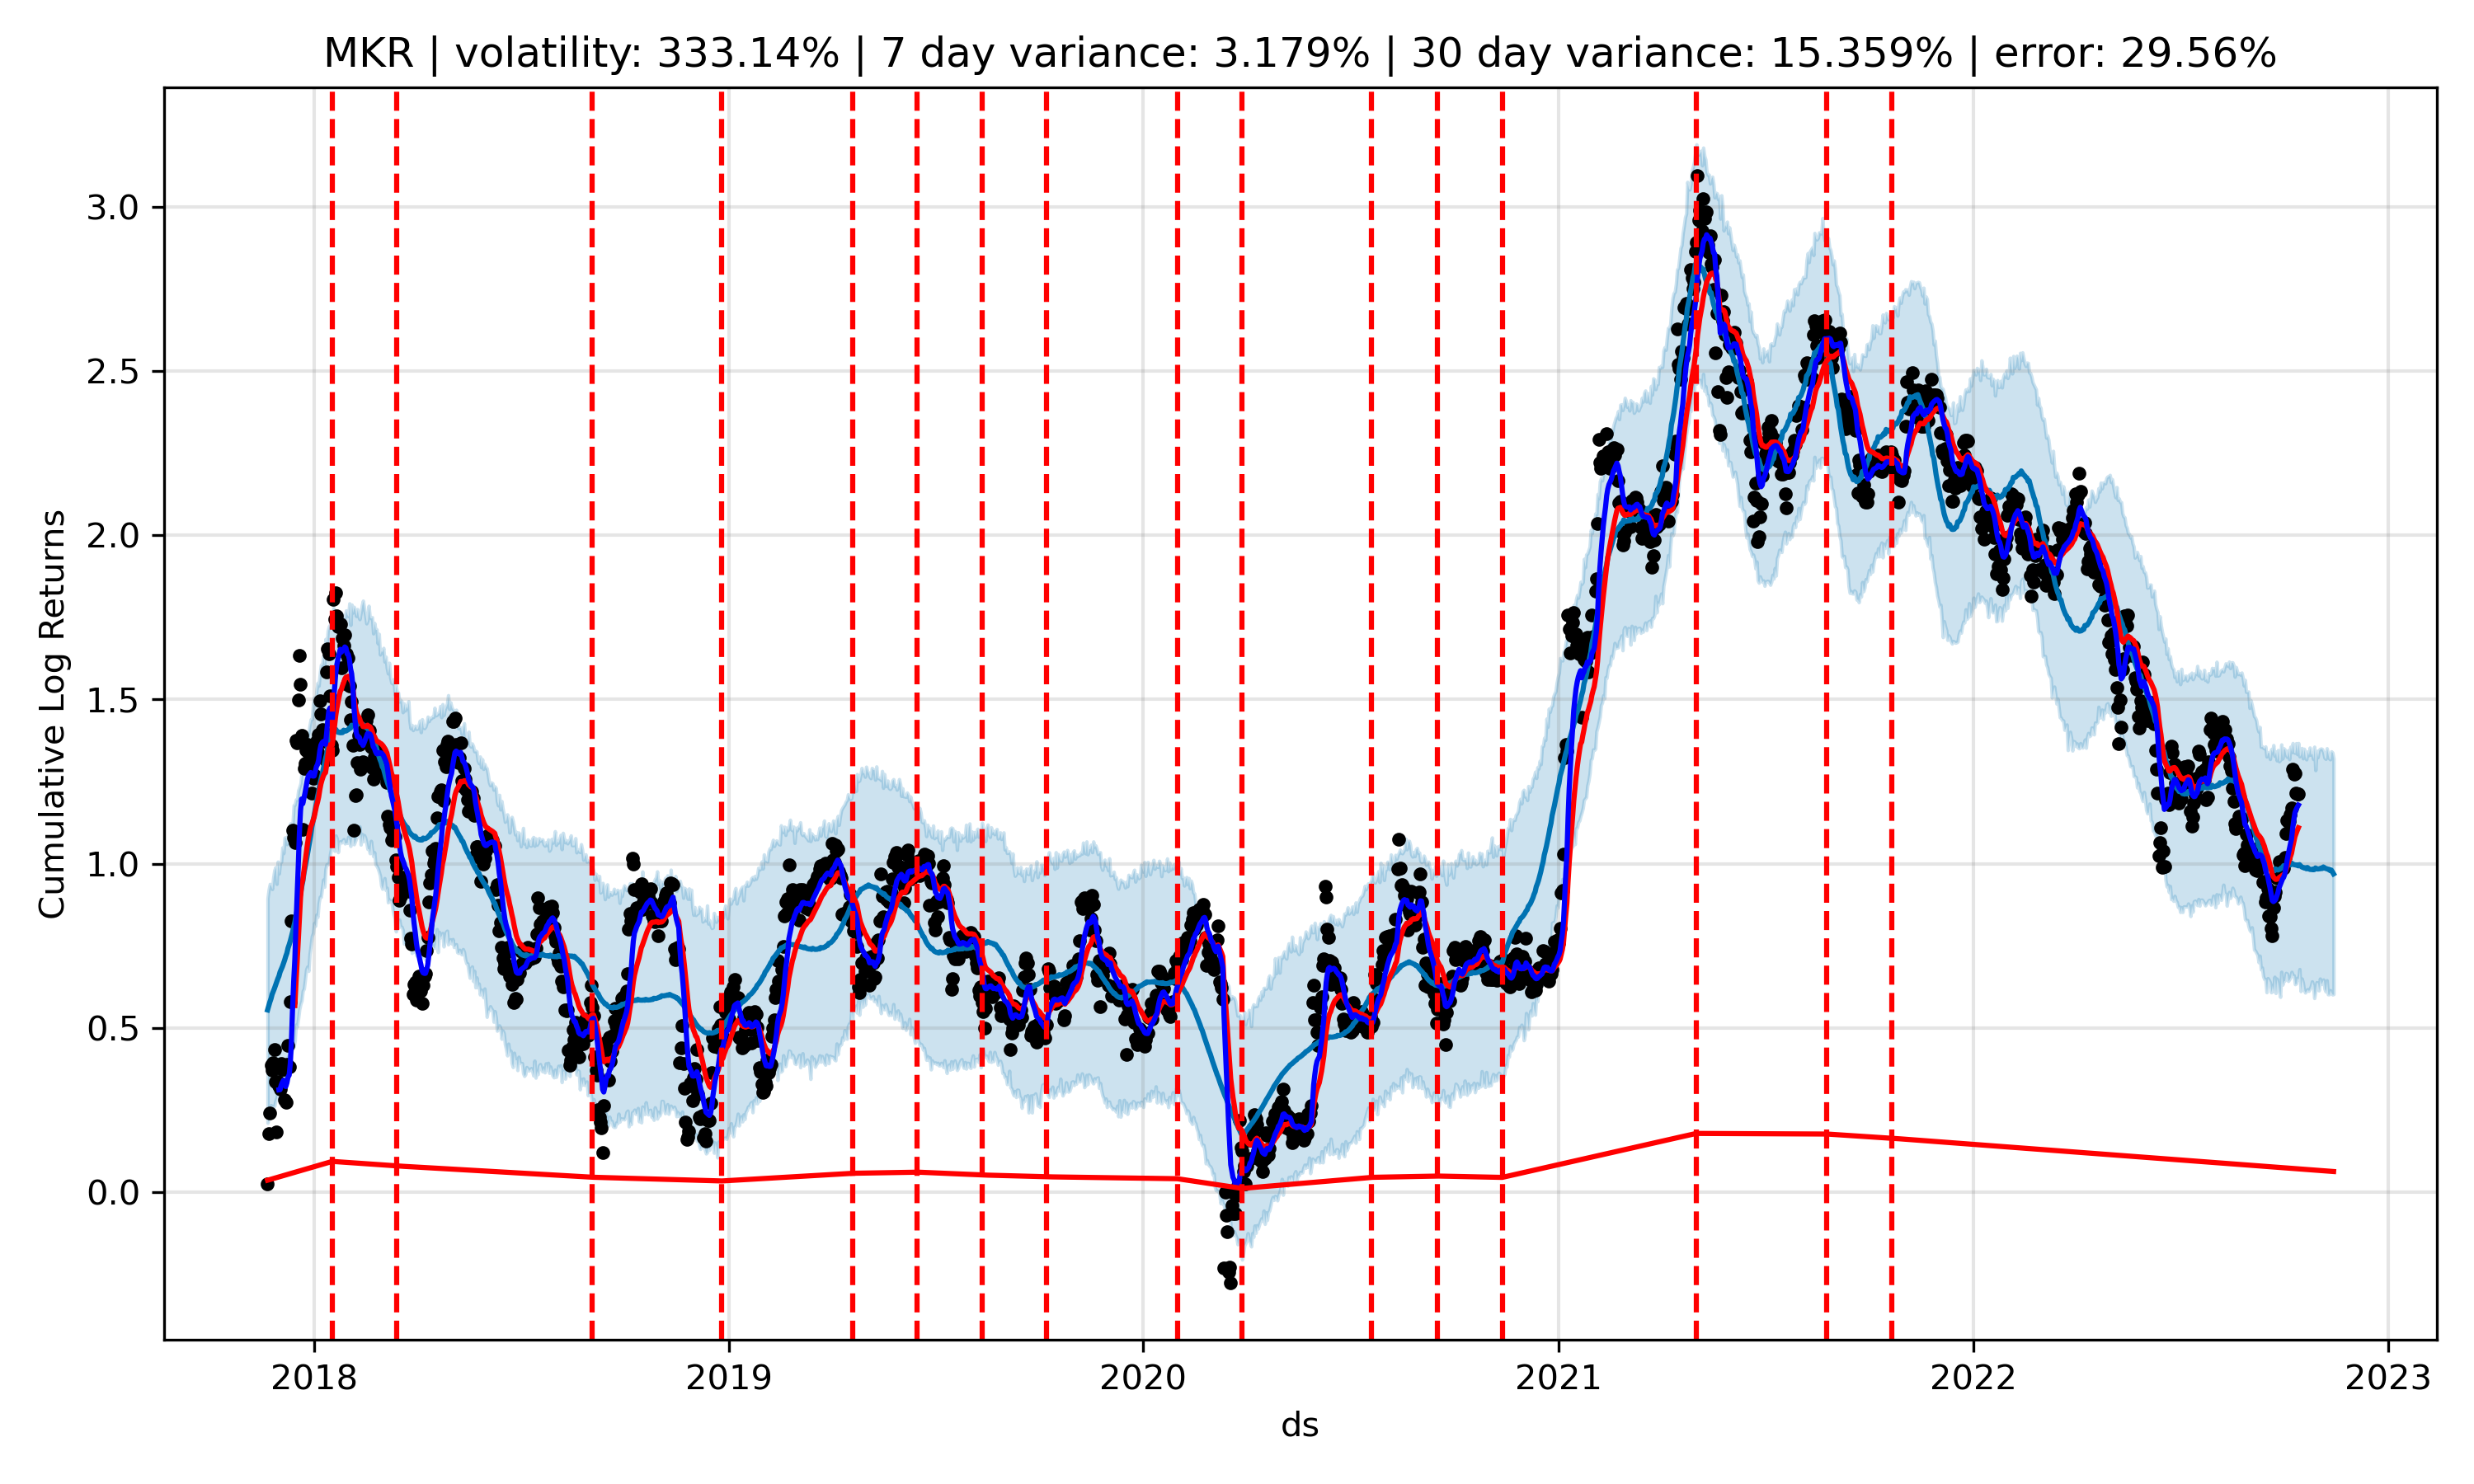 MKR | volatility: 333.14% | 7 day variance: 3.179% | 30 day variance: 15.359% | error: 29.56%
Cumulative Log Returns
3.0
2.5
2.0
1.5
1.0
0.5
0.0
2018 2019 2020 2021 2022 2023
ds